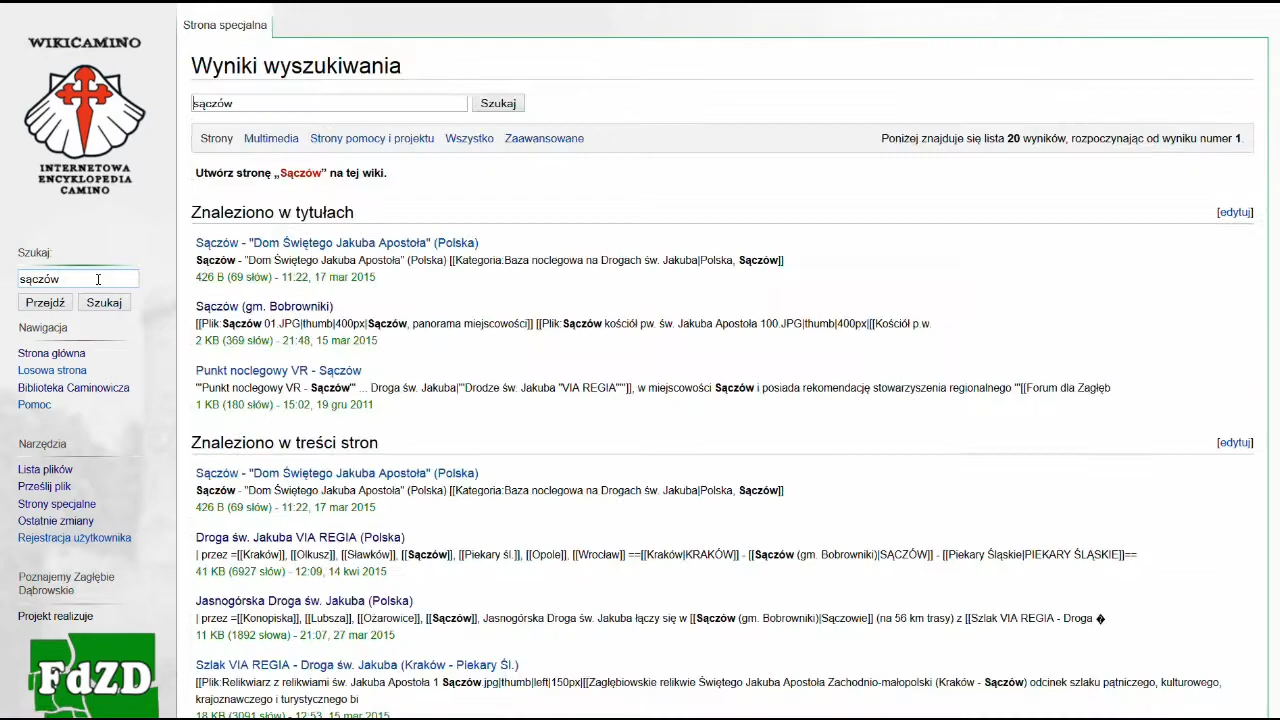 WIKICAMINO
INTERNETOWA
ENCYKLOPEDIA
CAMINO
Szukaj:
sączów
Przejdź Szukaj
Nawigacja
Strona główna
Losowa strona
Biblioteka Caminowicza
Pomoc
Narzędzia
Lista plików
Prześlij plik
Strony specjalne
Ostatnie zmiany
Rejestracja użytkownika
Poznajemy Zagłębie
Dąbrowskie
Projekt realizuje
FdZD
Strona specjalna
Wyniki wyszukiwania
sączów Szukaj
Strony Multimedia Strony pomocy i projektu Wszystko Zaawansowane Poniżej znajduje się lista 20 wyników, rozpoczynając od wyniku numer 1.
Utwórz stronę „Sączów” na tej wiki.
Znaleziono w tytułach [edytuj]
Sączów - "Dom Świętego Jakuba Apostoła" (Polska)
Sączów - "Dom Świętego Jakuba Apostoła" (Polska) [[Kategoria:Baza noclegowa na Drogach św. Jakuba|Polska, Sączów]]
426 B (69 słów) - 11:22, 17 mar 2015
Sączów (gm. Bobrowniki)
[[Plik:Sączów 01.JPG|thumb|400px|Sączów, panorama miejscowości]] [[Plik:Sączów kościół pw. św. Jakuba Apostoła 100.JPG|thumb|400px|[[Kościół p.w.
2 KB (369 słów) - 21:48, 15 mar 2015
Punkt noclegowy VR - Sączów
'"Punkt noclegowy VR - Sączów'" ... Droga św. Jakuba|'"Drodze św. Jakuba "VIA REGIA"'"]], w miejscowości Sączów i posiada rekomendację stowarzyszenia regionalnego '"[[Forum dla Zagłęb
1 KB (180 słów) - 15:02, 19 gru 2011
Znaleziono w treści stron [edytuj]
Sączów - "Dom Świętego Jakuba Apostoła" (Polska)
Sączów - "Dom Świętego Jakuba Apostoła" (Polska) [[Kategoria:Baza noclegowa na Drogach św. Jakuba|Polska, Sączów]]
426 B (69 słów) - 11:22, 17 mar 2015
Droga św. Jakuba VIA REGIA (Polska)
| przez =[[Kraków]], [[Olkusz]], [[Sławków]], [[Sączów]], [[Piekary śl.]], [[Opole]], [[Wrocław]] ==[[Kraków|KRAKÓW]] - [[Sączów (gm. Bobrowniki)|SĄCZÓW]] - [[Piekary Śląskie|PIEKARY ŚLĄSKIE]]==
41 KB (6927 słów) - 12:09, 14 kwi 2015
Jasnogórska Droga św. Jakuba (Polska)
| przez =[[Konopiska]], [[Lubsza]], [[Ożarowice]], [[Sączów]], Jasnogórska Droga św. Jakuba łączy się w [[Sączów (gm. Bobrowniki)|Sączowie]] (na 56 km trasy) z [[Szlak VIA REGIA - Droga �
11 KB (1892 słowa) - 21:07, 27 mar 2015
Szlak VIA REGIA - Droga św. Jakuba (Kraków - Piekary Śl.)
[[Plik:Relikwiarz z relikwiami św. Jakuba Apostoła 1 Sączów.jpg|thumb|left|150px|[[Zagłębiowskie relikwie Świętego Jakuba Apostoła Zachodnio-małopolski (Kraków - Sączów) odcinek szlaku pątniczego, kulturowego,
krajoznawczego i turystycznego bi
18 KB (3091 słów) - 12:53, 15 mar 2015